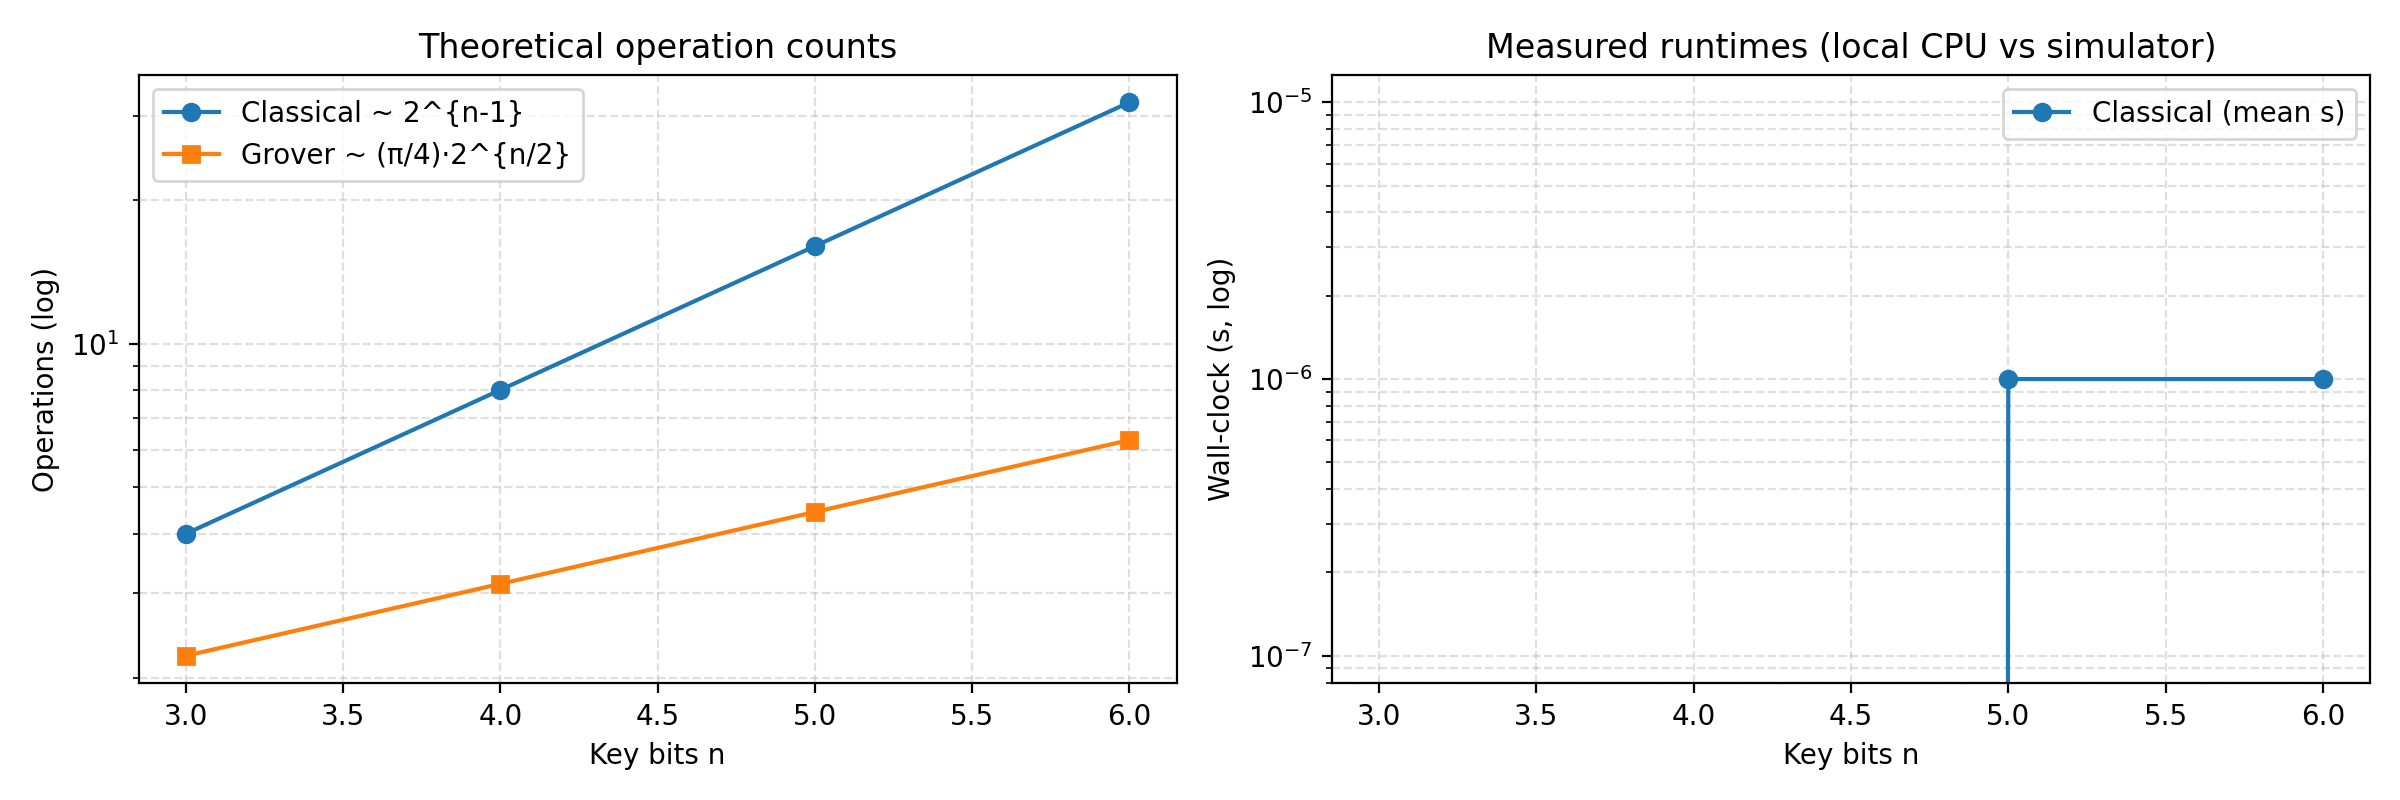 Theoretical operation counts
Classical ~ 2^{n-1}
Grover ~ (π/4)·2^{n/2}
Operations (log)
10¹
3.0 3.5 4.0 4.5 5.0 5.5 6.0
Key bits n
Measured runtimes (local CPU vs simulator)
Classical (mean s)
Wall-clock (s, log)
10⁻⁵
10⁻⁶
10⁻⁷
3.0 3.5 4.0 4.5 5.0 5.5 6.0
Key bits n